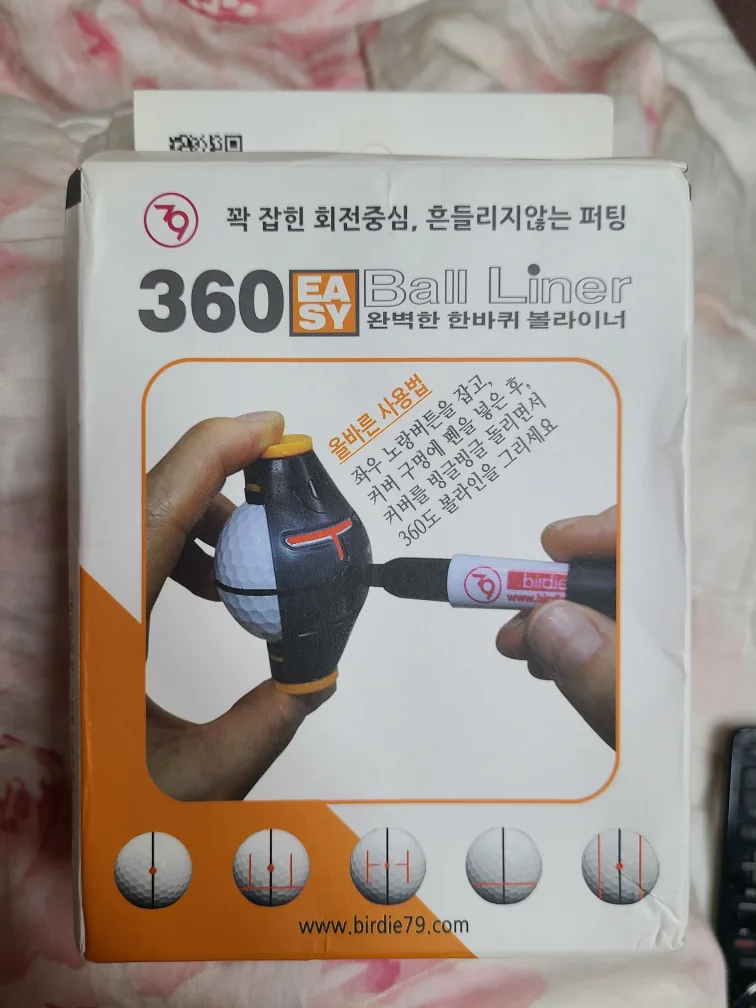 79
꽉 잡힌 회전중심, 흔들리지않는 퍼팅
360 EASY Ball Liner
완벽한 한바퀴 볼라이너
올바른 사용법
좌우 노랑버튼을 잡고,
커버 구멍에 펜을 넣은 후,
커버를 빙글빙글 돌리면서
360도 볼라인을 그리세요
79 birdie
www.bir
www.birdie79.com